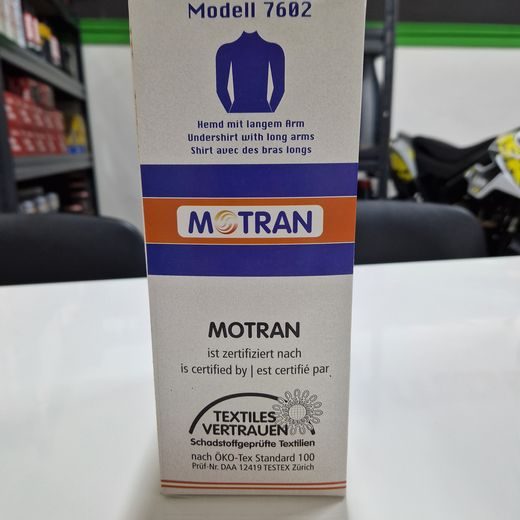 Modell 7602
Hemd mit langem Arm
Undershirt with long arms
Shirt avec des bras longs
MOTRAN
MOTRAN
ist zertifiziert nach
is certified by | est certifié par
TEXTILES
VERTRAUEN
Schadstoffgeprüfte Textilien
nach ÖKO-Tex Standard 100
Prüf-Nr. DAA 12419 TESTEX Zürich